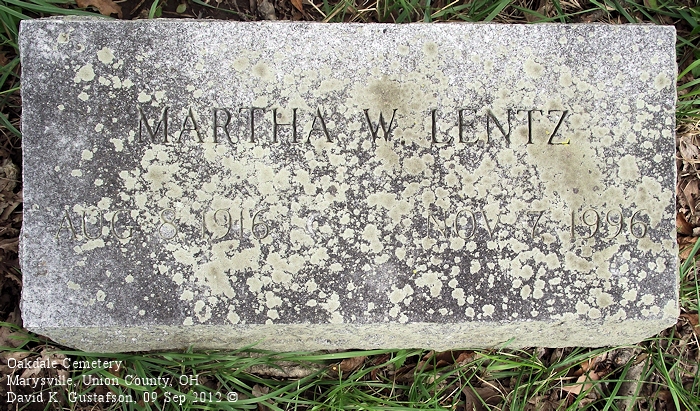 MARTHA W. LENTZ
AUG. 8, 1916 NOV. 7, 1996
Oakdale Cemetery
Marysville, Union County, OH
David K. Gustafson, 09 Sep 2012 ©